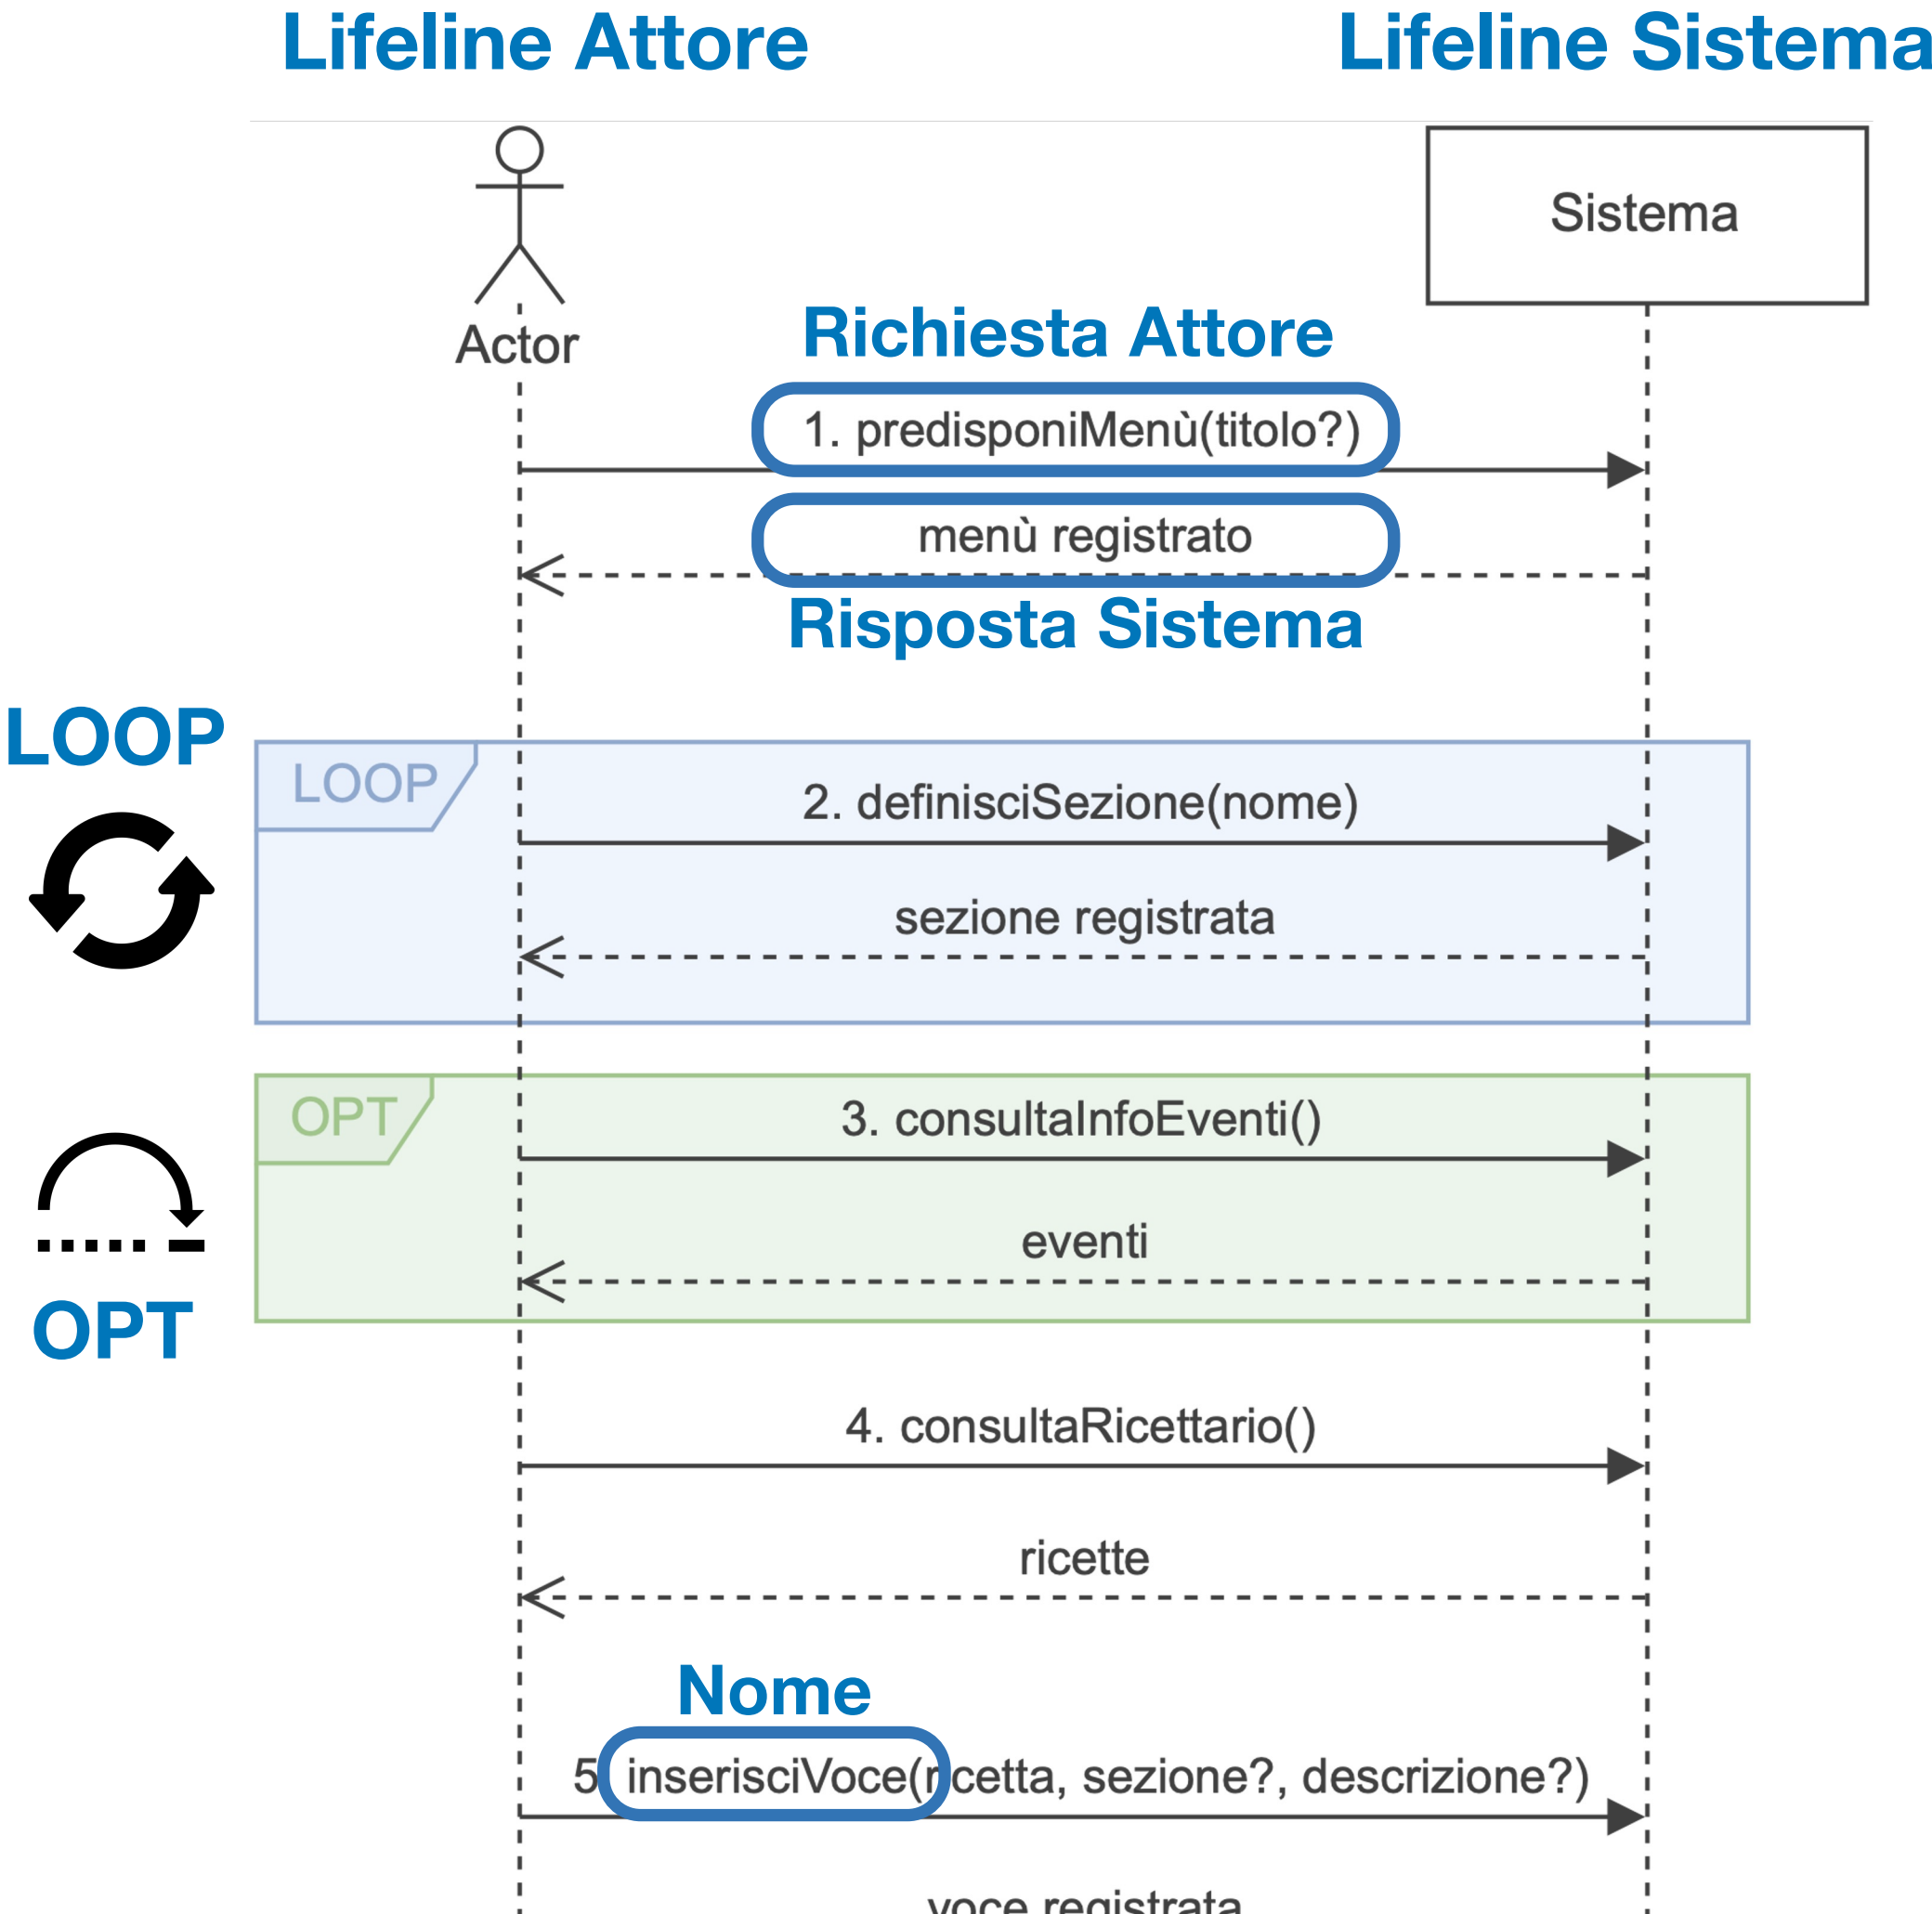 Lifeline Attore
Lifeline Sistema
Sistema
Actor
Richiesta Attore
1. predisponiMenù(titolo?)
menù registrato
Risposta Sistema
LOOP
LOOP
2. definisciSezione(nome)
sezione registrata
OPT
3. consultaInfoEventi()
eventi
OPT
4. consultaRicettario()
ricette
Nome
5 inserisciVoce(ricetta, sezione?, descrizione?)
voce registrata